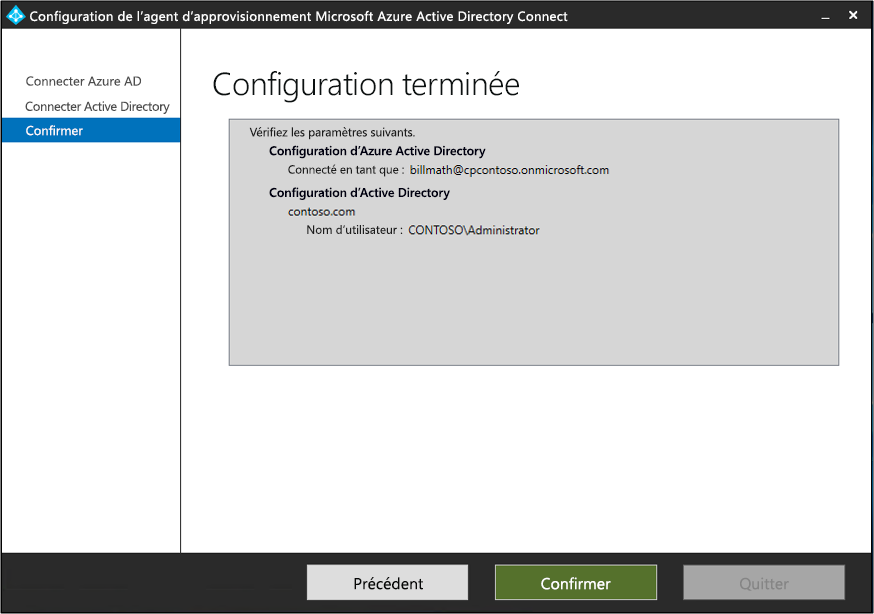 Configuration de l'agent d'approvisionnement Microsoft Azure Active Directory Connect
Connecter Azure AD
Connecter Active Directory
Confirmer
Configuration terminée
Vérifiez les paramètres suivants.
Configuration d'Azure Active Directory
Connecté en tant que : billmath@cpcontoso.onmicrosoft.com
Configuration d'Active Directory
contoso.com
Nom d'utilisateur : CONTOSO\Administrator
Précédent
Confirmer
Quitter